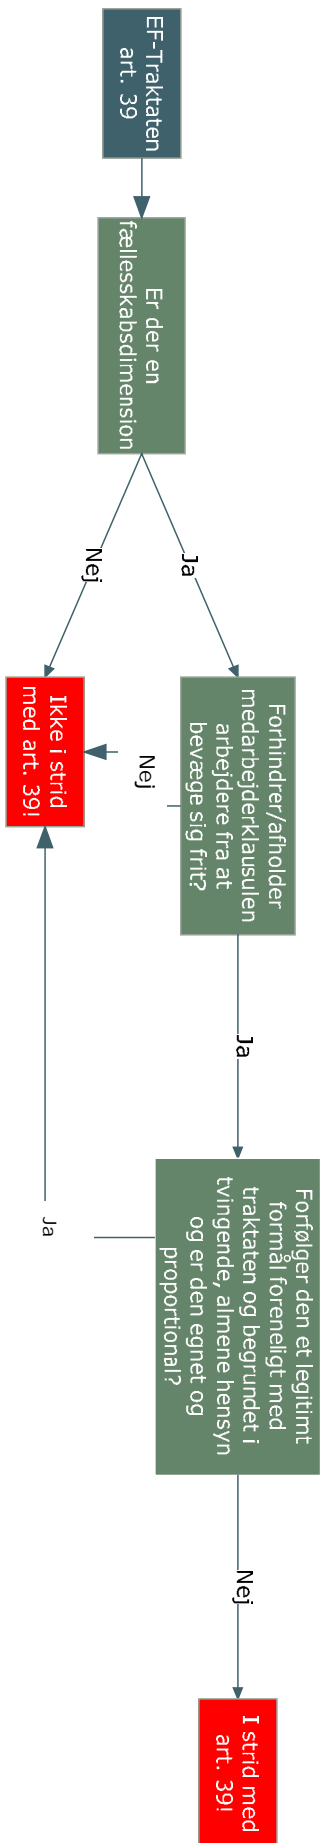 EF-Traktaten
art. 39
Er der en
fællesskabsdimension
Ja
Nej
Forhindrer/afholder
medarbejderklausulen
arbejdere fra at
bevæge sig frit?
Nej
Ikke i strid
med art. 39!
Ja
Forfølger den et legitimt
formål foreneligt med
traktaten og begrundet i
tvingende, almene hensyn
og er den egnet og
proportional?
Ja
Nej
I strid med
art. 39!